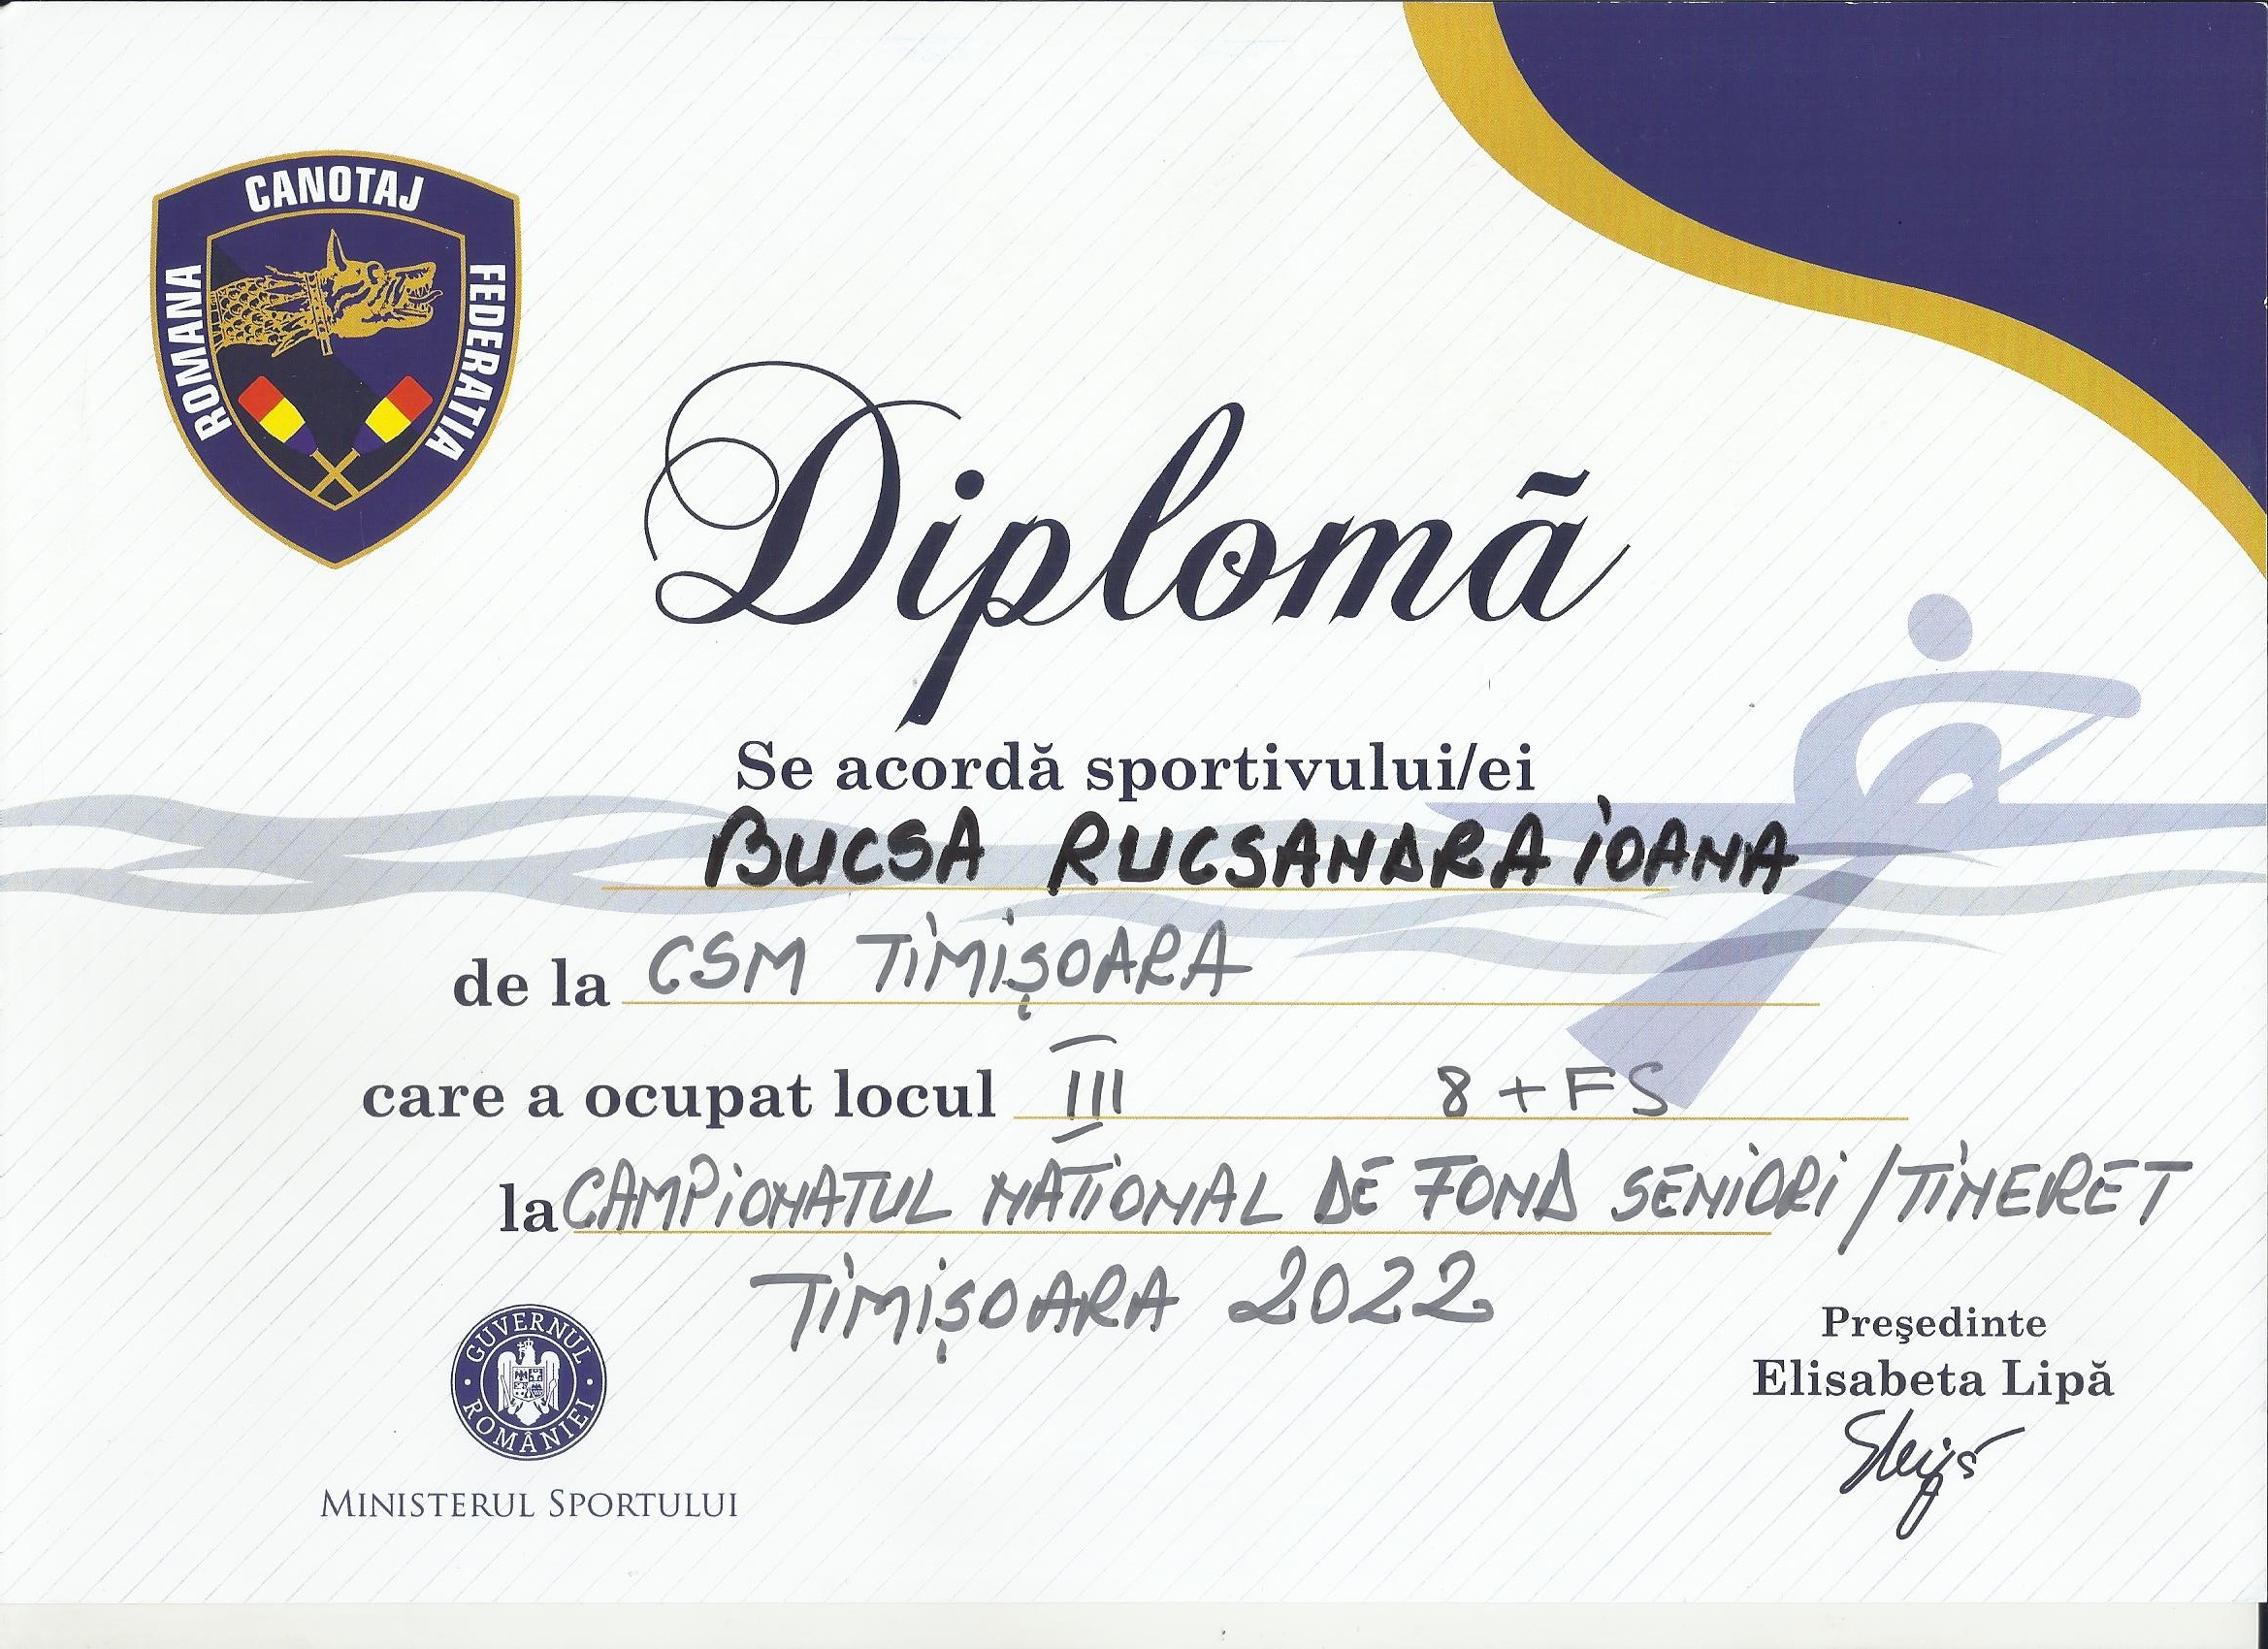 CANOTAJ
ROMANA
FEDERATIA
Diplomã
Se acordă sportivului/ei
BUCSA RUCSANDRA IOANA
de la CSM TIMIȘOARA
care a ocupat locul III 8+FS
la CAMPIONATUL NATIONAL DE FOND SENIORI/TINERET
TIMIȘOARA 2022
GUVERNUL
ROMÂNIEI
MINISTERUL SPORTULUI
Preşedinte
Elisabeta Lipă